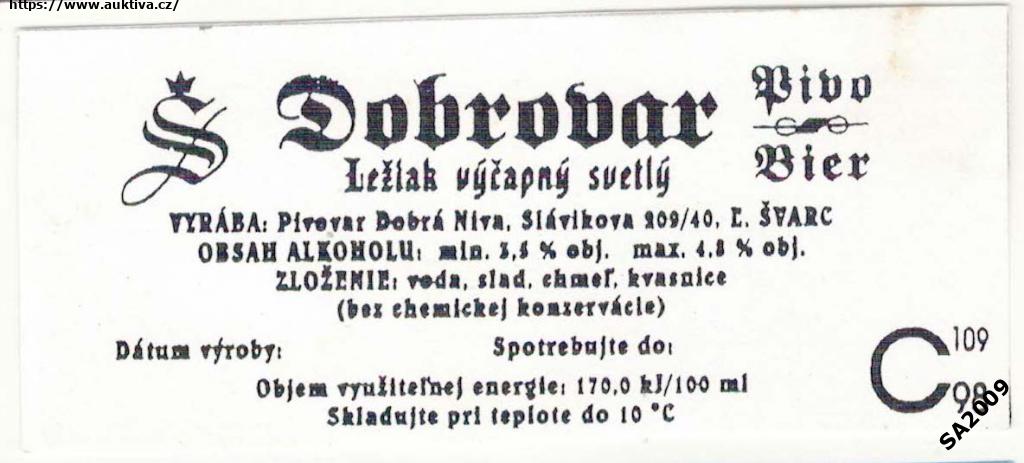 https://www.auktiva.cz/
Š
Dobrovar
Pivo
Bier
Ležiak výčapný svetlý
VYRÁBA: Pivovar Dobrá Niva, Slávikova 209/40, Ľ. ŠVARC
OBSAH ALKOHOLU: min. 3,5 % obj. max. 4,8 % obj.
ZLOŽENIE: voda, slad, chmeľ, kvasnice
(bez chemickej konzervácie)
Dátum výroby:
Spotrebujte do:
Objem využiteľnej energie: 170,0 kJ/100 ml
Skladujte pri teplote do 10 °C
C 109
98
SA2009